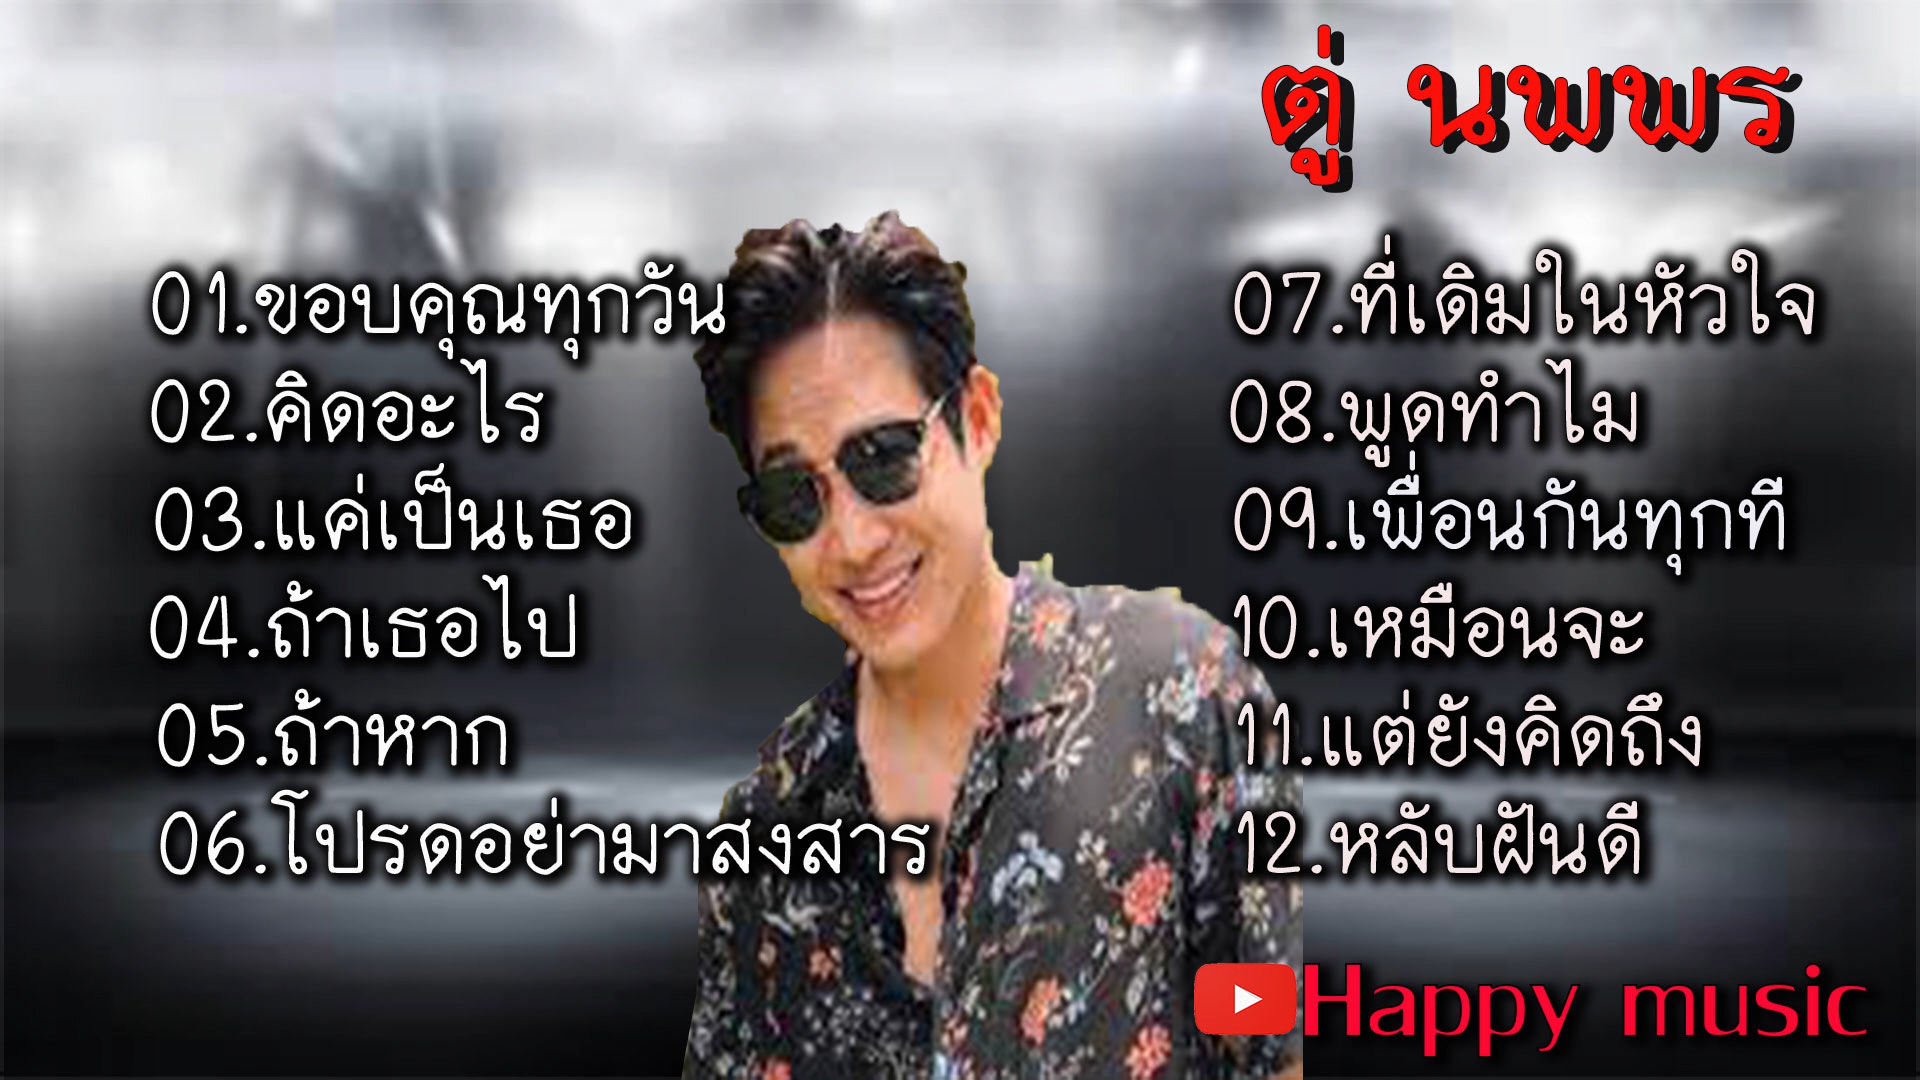 ตู่ นพพร
01.ขอบคุณทุกวัน
02.คิดอะไร
03.แค่เป็นเธอ
04.ถ้าเธอไป
05.ถ้าหาก
06.โปรดอย่ามาสงสาร
07.ที่เดิมในหัวใจ
08.พูดทำไม
09.เพื่อนกันทุกที
10.เหมือนจะ
11.แต่ยังคิดถึง
12.หลับฝันดี
Happy music